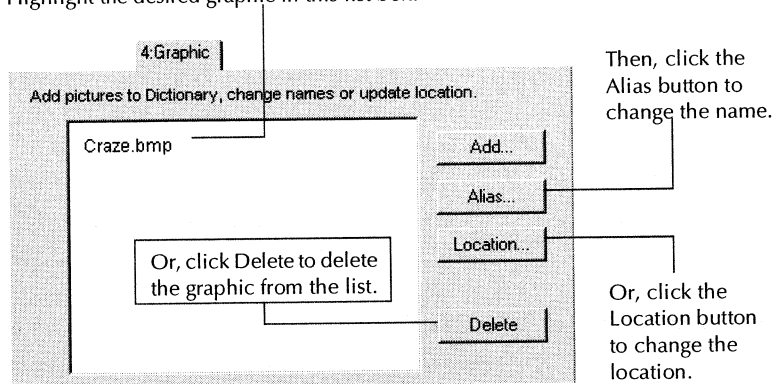 Highlight the desired graphic in this list box.
4:Graphic
Add pictures to Dictionary, change names or update location.
Craze.bmp
Add...
Alias...
Location...
Delete
Or, click Delete to delete
the graphic from the list.
Then, click the
Alias button to
change the name.
Or, click the
Location button
to change the
location.